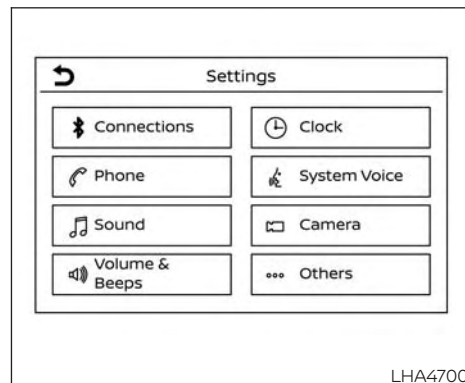 Settings
Connections
Clock
Phone
System Voice
Sound
Camera
Volume &
Beeps
Others
LHA4700